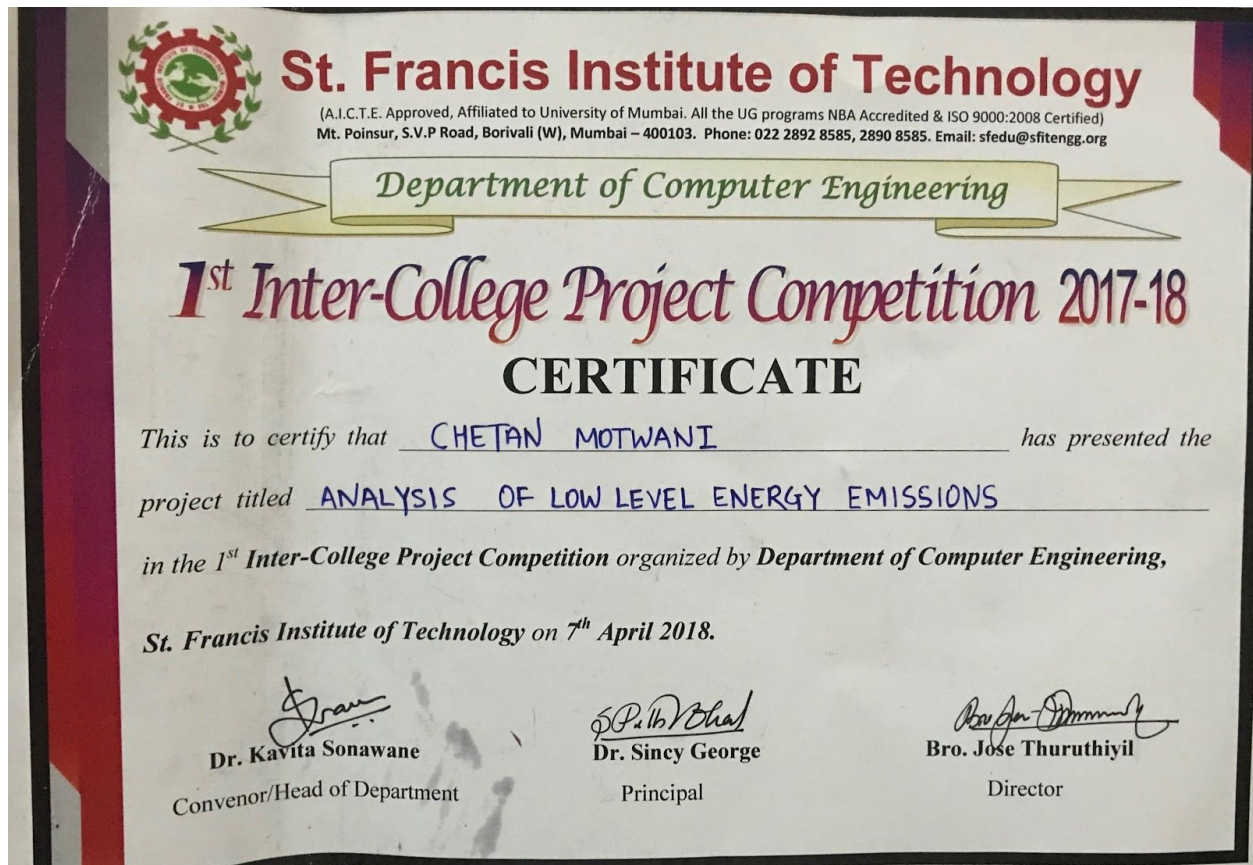 St. Francis Institute of Technology
(A.I.C.T.E. Approved, Affiliated to University of Mumbai. All the UG programs NBA Accredited & ISO 9000:2008 Certified)
Mt. Poinsur, S.V.P Road, Borivali (W), Mumbai – 400103. Phone: 022 2892 8585, 2890 8585. Email: sfedu@sfitengg.org
Department of Computer Engineering
1st Inter-College Project Competition 2017-18
CERTIFICATE
This is to certify that CHETAN MOTWANI has presented the
project titled ANALYSIS OF LOW LEVEL ENERGY EMISSIONS
in the 1st Inter-College Project Competition organized by Department of Computer Engineering,
St. Francis Institute of Technology on 7th April 2018.
Dr. Kavita Sonawane Dr. Sincy George Bro. Jose Thuruthiyil
Convenor/Head of Department Principal Director